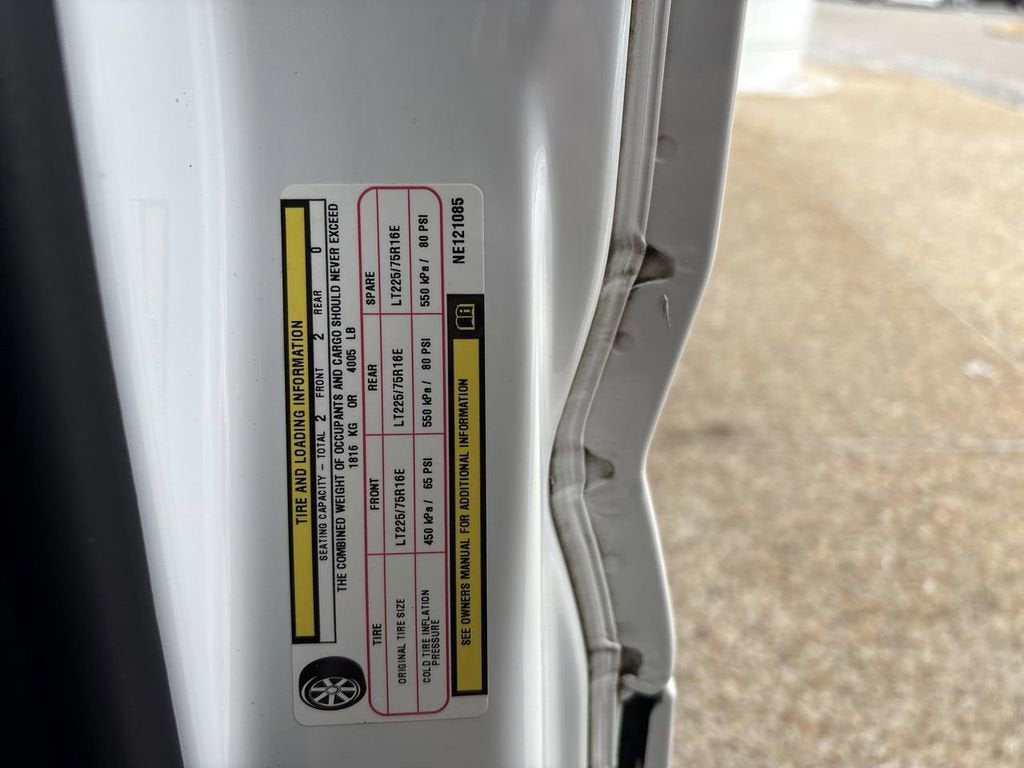 TIRE AND LOADING INFORMATION
SEATING CAPACITY - TOTAL 2 FRONT 2 REAR 0
THE COMBINED WEIGHT OF OCCUPANTS AND CARGO SHOULD NEVER EXCEED
1816 KG OR 4005 LB
TIRE FRONT REAR SPARE
ORIGINAL TIRE SIZE LT225/75R16E LT225/75R16E LT225/75R16E
COLD TIRE INFLATION
PRESSURE 450 kPa / 65 PSI 550 kPa / 80 PSI 550 kPa / 80 PSI
SEE OWNERS MANUAL FOR ADDITIONAL INFORMATION
NE121085